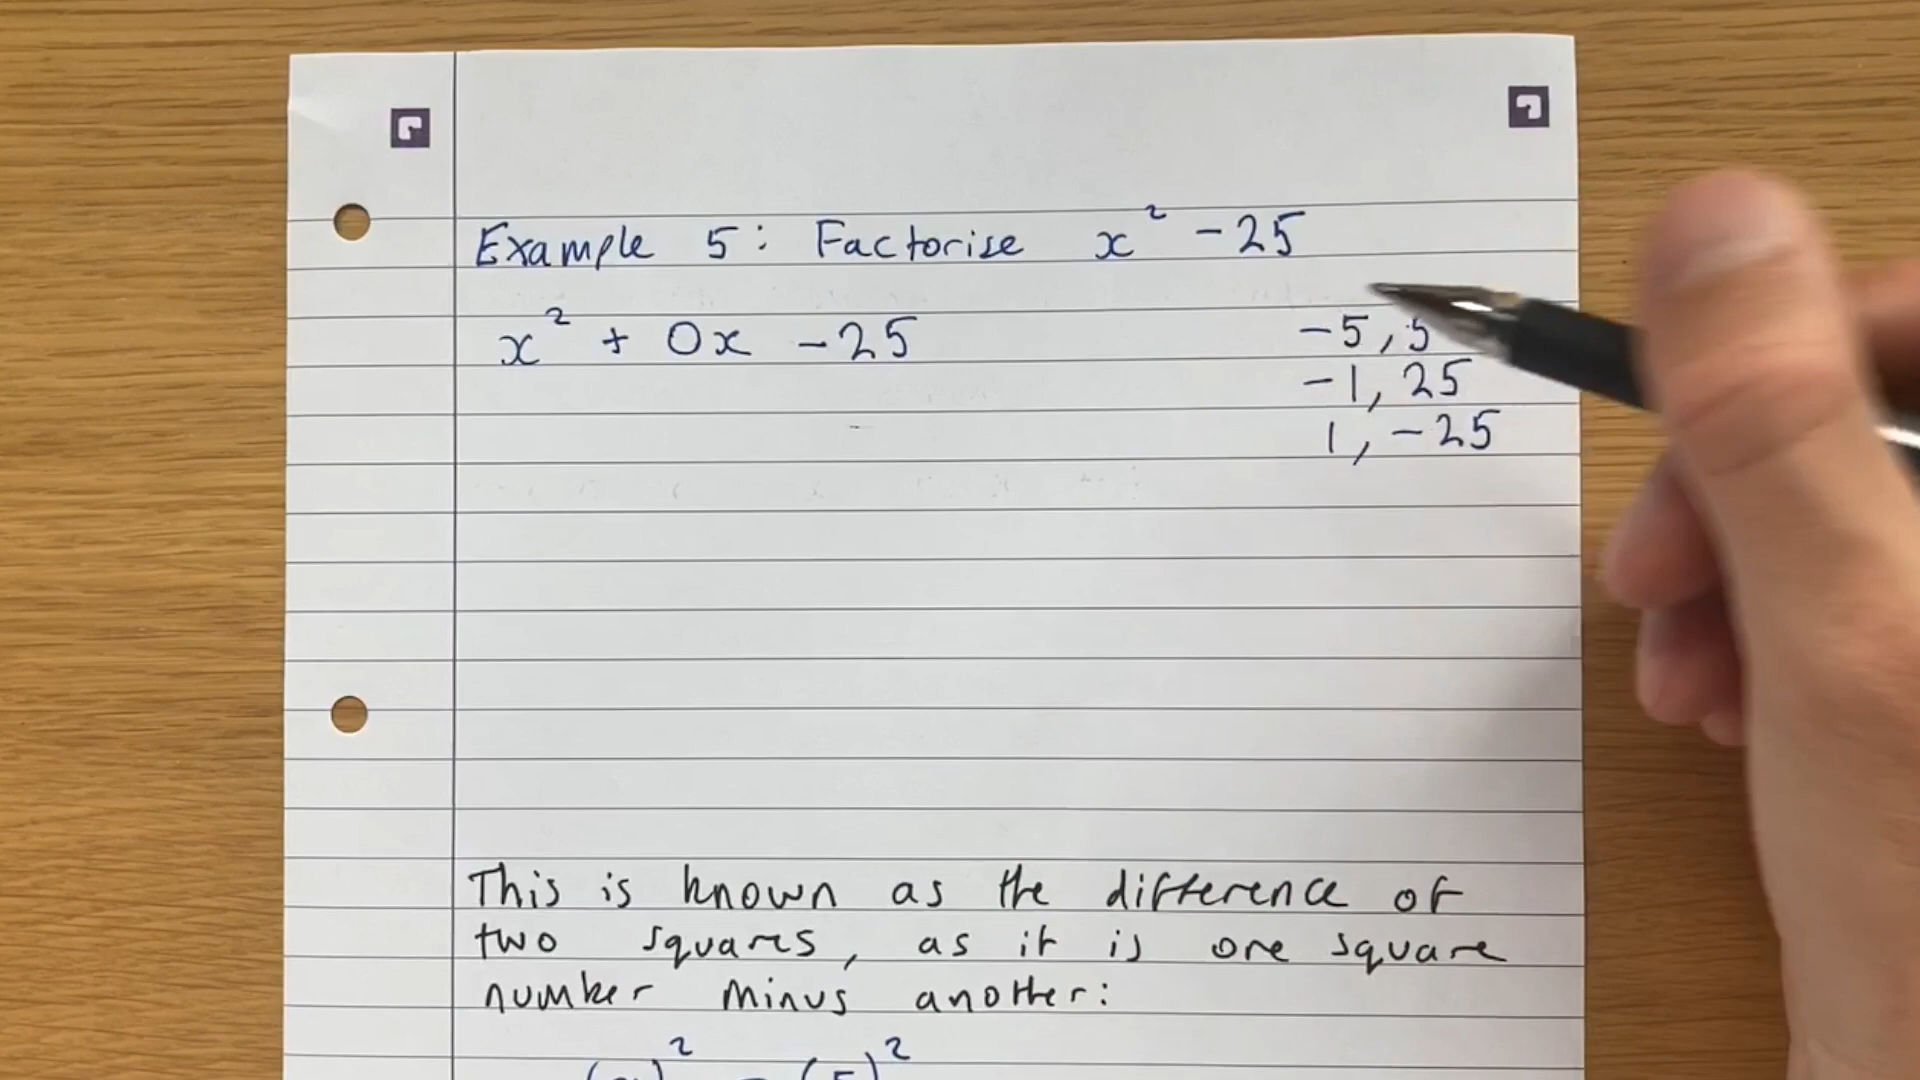 Example 5: Factorise x² - 25
x² + 0x - 25
-5, 5
-1, 25
1, -25
This is known as the difference of
two squares, as it is one square
number minus another: